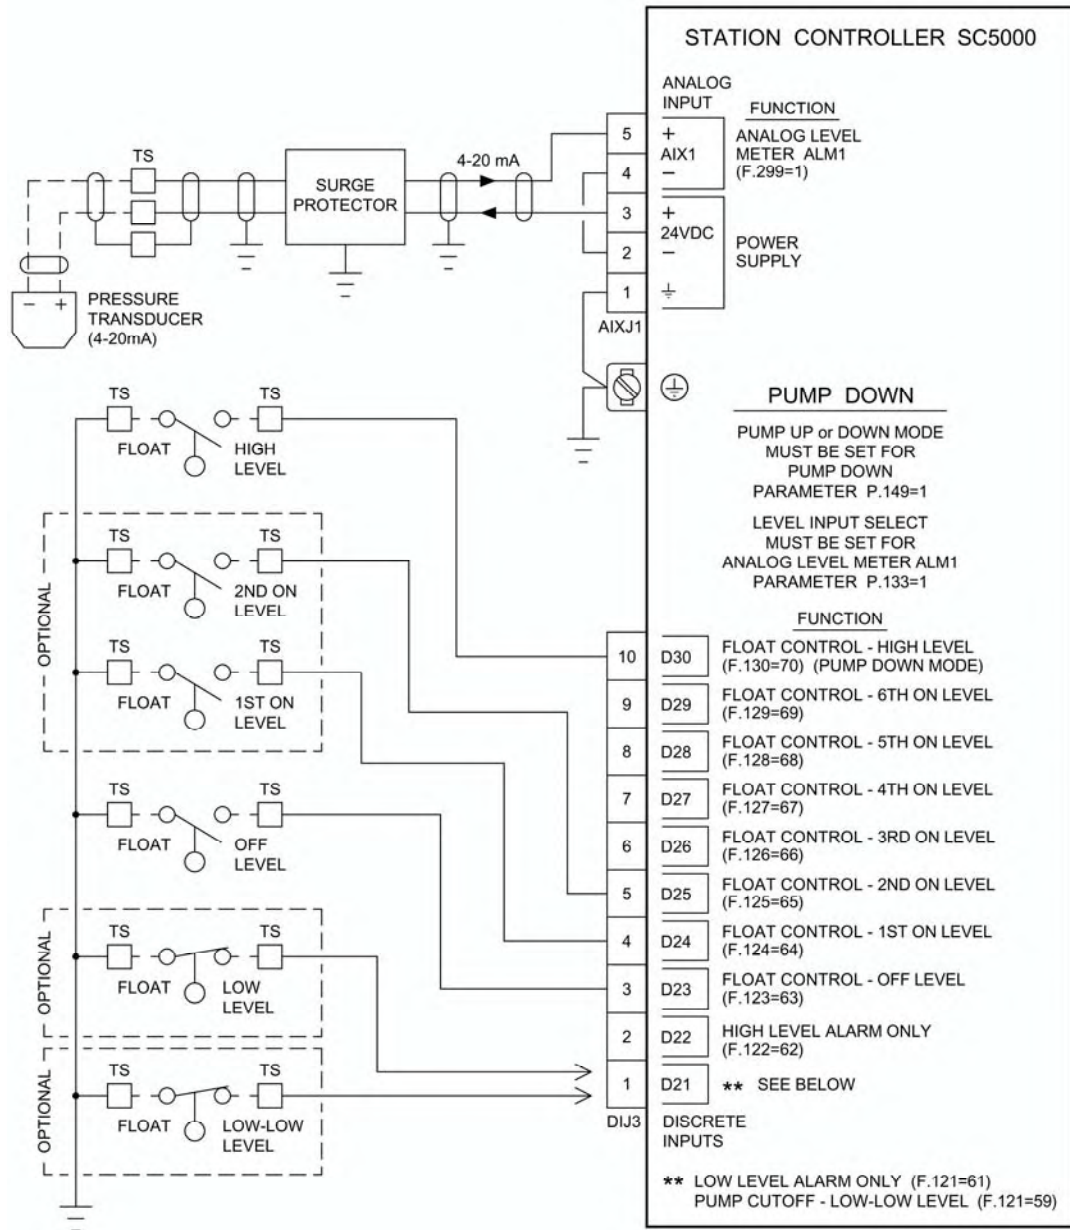 STATION CONTROLLER SC5000
ANALOG
INPUT
FUNCTION
5
+
AIX1
4
−
ANALOG LEVEL
METER ALM1
(F.299=1)
3
+
24VDC
2
−
POWER
SUPPLY
1
AIXJ1
TS
SURGE
PROTECTOR
4-20 mA
− +
PRESSURE
TRANSDUCER
(4-20mA)
PUMP DOWN
PUMP UP or DOWN MODE
MUST BE SET FOR
PUMP DOWN
PARAMETER P.149=1
LEVEL INPUT SELECT
MUST BE SET FOR
ANALOG LEVEL METER ALM1
PARAMETER P.133=1
TS TS
FLOAT HIGH
LEVEL
OPTIONAL
TS TS
FLOAT 2ND ON
LEVEL
TS TS
FLOAT 1ST ON
LEVEL
TS TS
FLOAT OFF
LEVEL
OPTIONAL
TS TS
FLOAT LOW
LEVEL
OPTIONAL
TS TS
FLOAT LOW-LOW
LEVEL
FUNCTION
10 D30 FLOAT CONTROL - HIGH LEVEL
(F.130=70) (PUMP DOWN MODE)
9 D29 FLOAT CONTROL - 6TH ON LEVEL
(F.129=69)
8 D28 FLOAT CONTROL - 5TH ON LEVEL
(F.128=68)
7 D27 FLOAT CONTROL - 4TH ON LEVEL
(F.127=67)
6 D26 FLOAT CONTROL - 3RD ON LEVEL
(F.126=66)
5 D25 FLOAT CONTROL - 2ND ON LEVEL
(F.125=65)
4 D24 FLOAT CONTROL - 1ST ON LEVEL
(F.124=64)
3 D23 FLOAT CONTROL - OFF LEVEL
(F.123=63)
2 D22 HIGH LEVEL ALARM ONLY
(F.122=62)
1 D21 ** SEE BELOW
DIJ3 DISCRETE
INPUTS
** LOW LEVEL ALARM ONLY (F.121=61)
PUMP CUTOFF - LOW-LOW LEVEL (F.121=59)